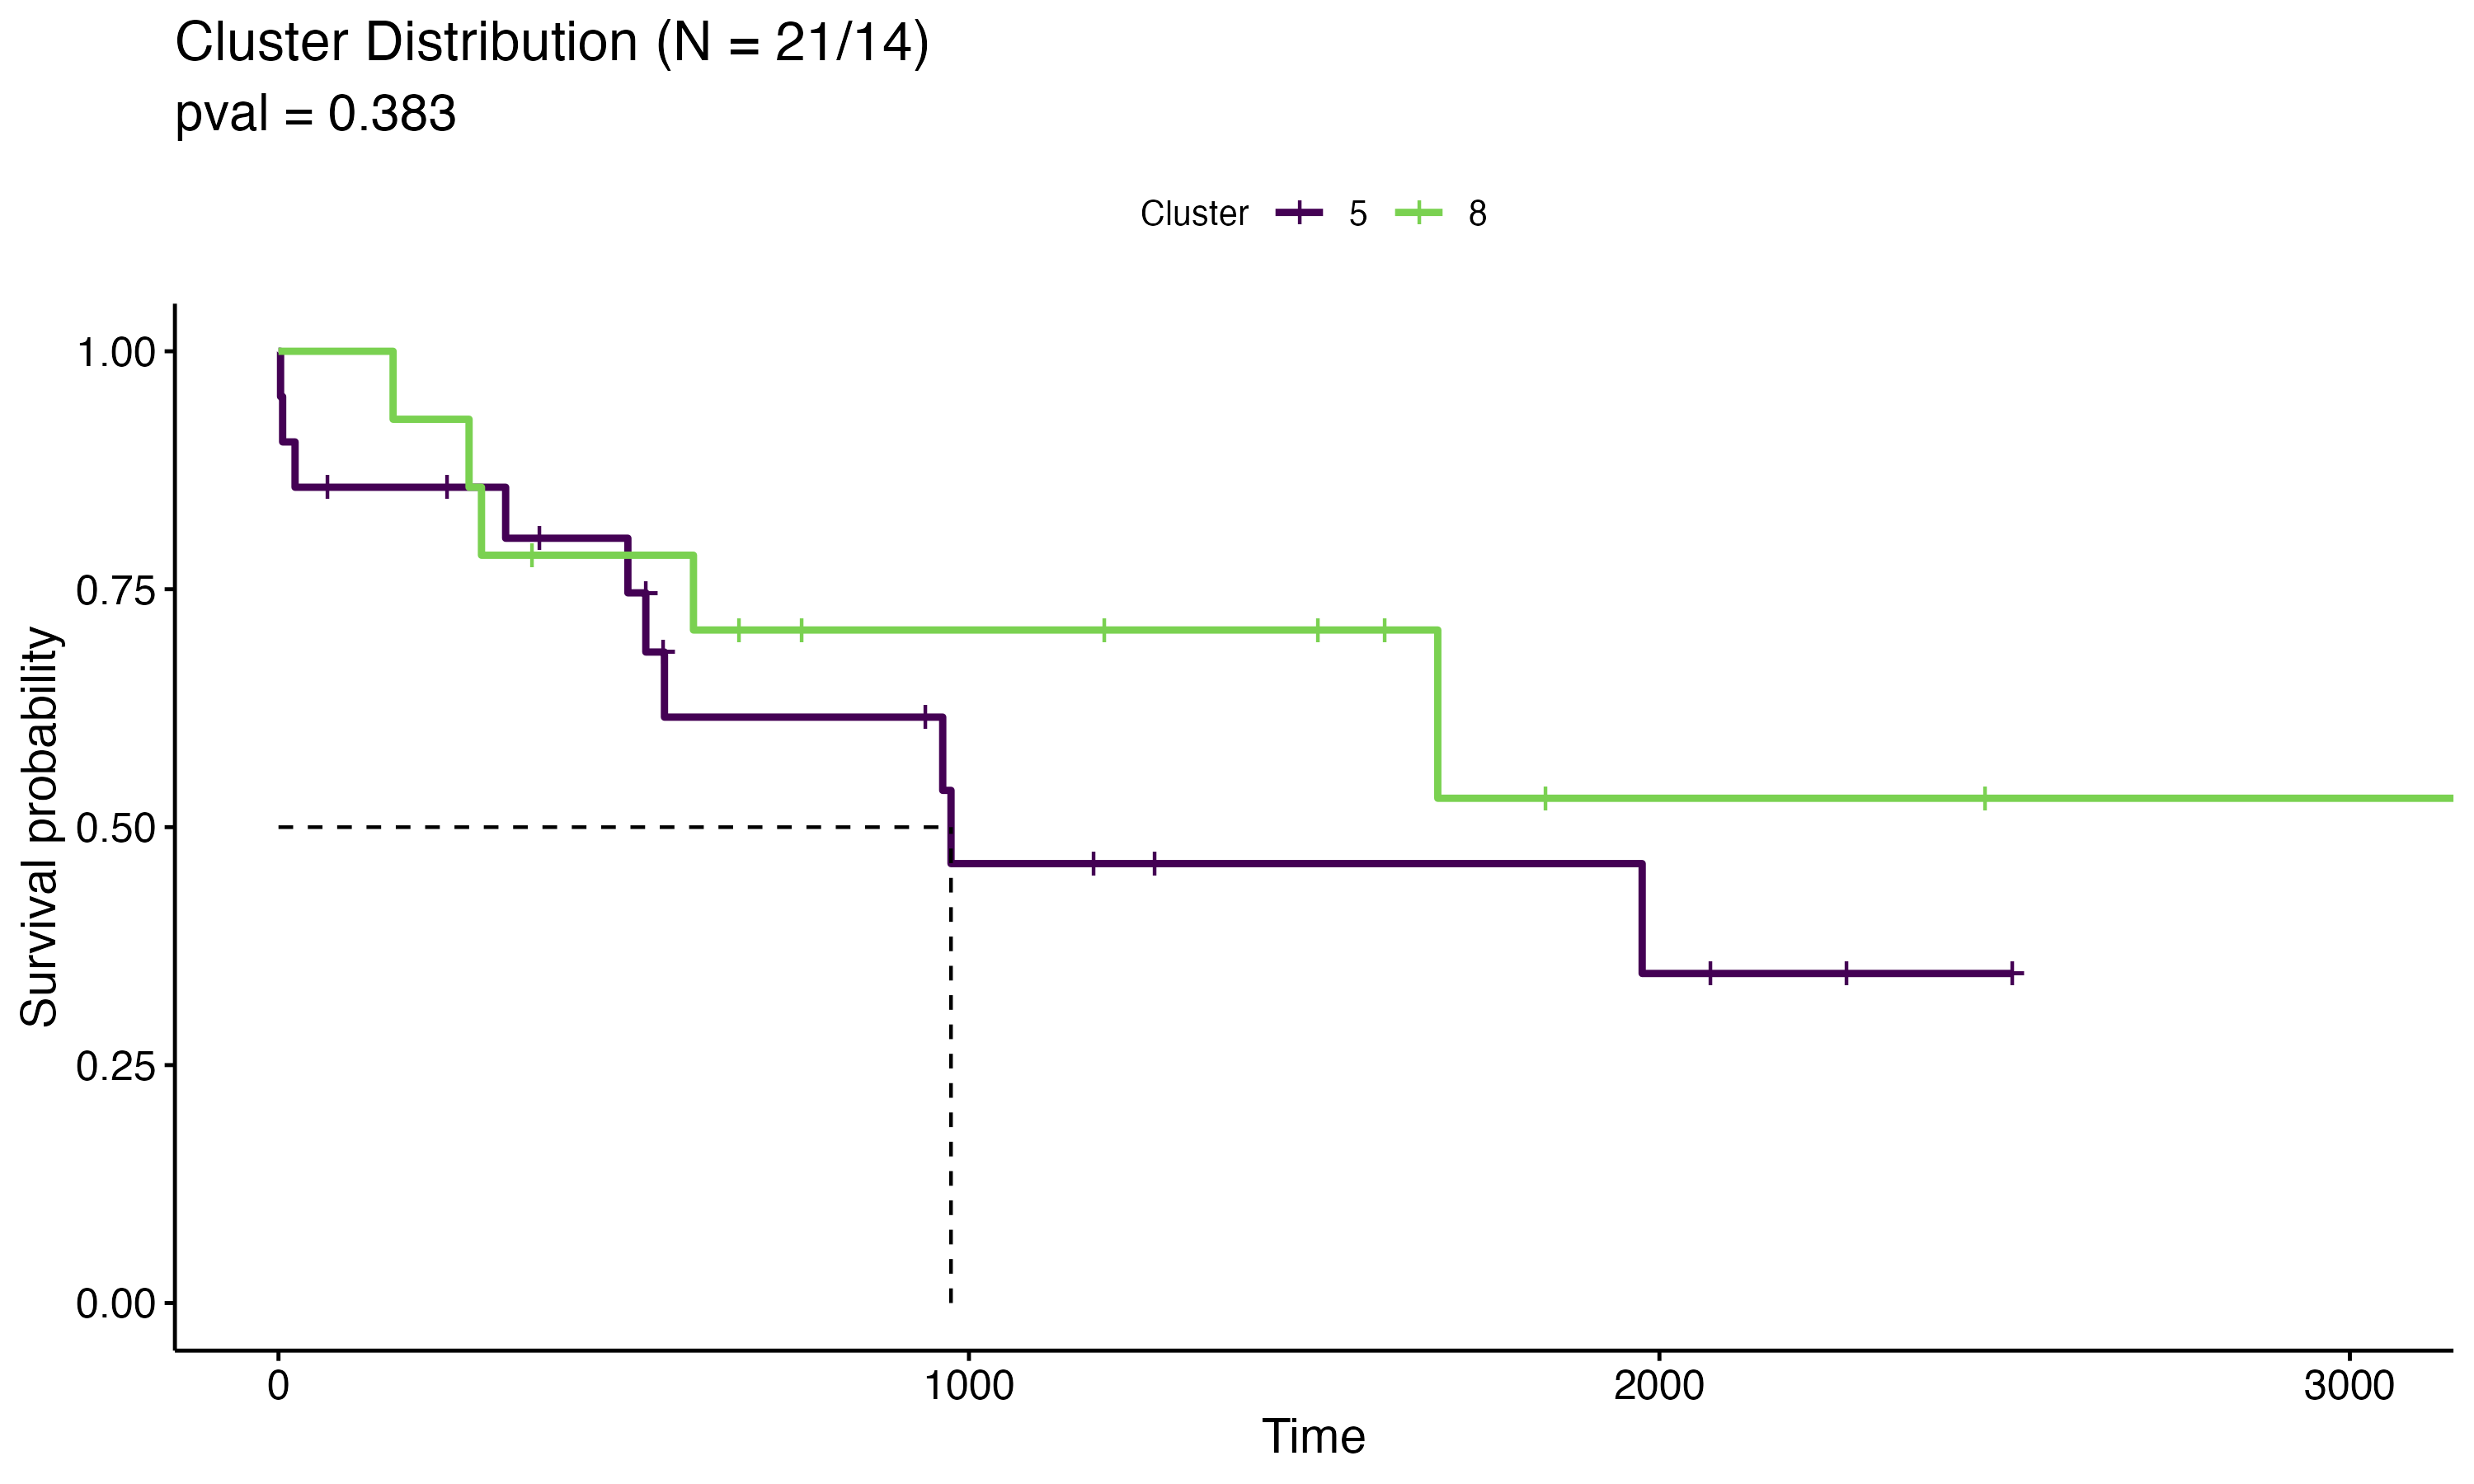 Cluster Distribution (N = 21/14)
pval = 0.383
Cluster 5 8
1.00
0.75
0.50
0.25
0.00
Survival probability
0 1000 2000 3000
Time